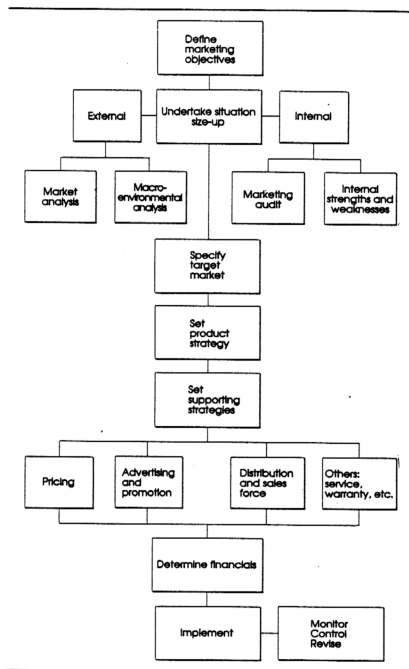 Define
marketing
objectives
External
Undertake situation
size-up
Internal
Market
analysis
Macro-
environmental
analysis
Marketing
audit
Internal
strengths and
weaknesses
Specify
target
market
Set
product
strategy
Set
supporting
strategies
Pricing
Advertising
and
promotion
Distribution
and sales
force
Others:
service,
warranty, etc.
Determine financials
Implement
Monitor
Control
Revise